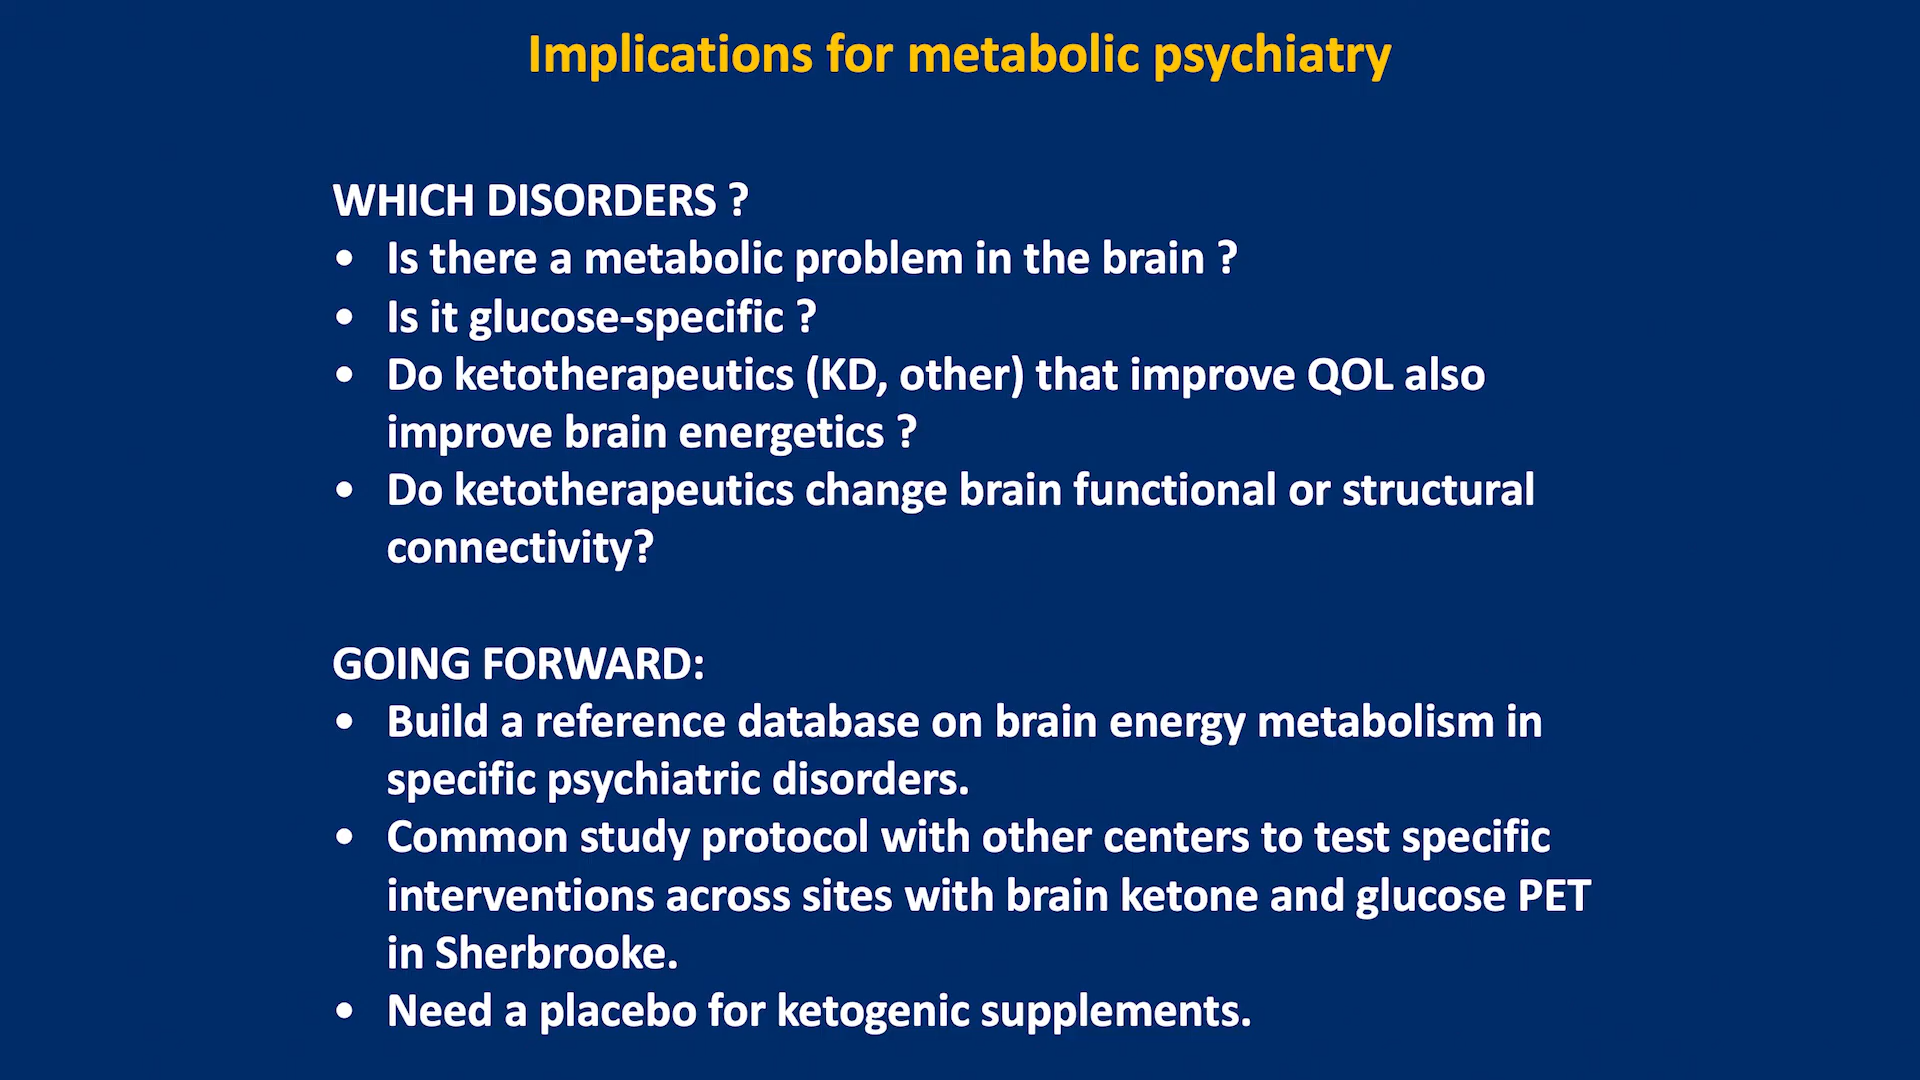 Implications for metabolic psychiatry
WHICH DISORDERS ?
• Is there a metabolic problem in the brain ?
• Is it glucose-specific ?
• Do ketotherapeutics (KD, other) that improve QOL also
improve brain energetics ?
• Do ketotherapeutics change brain functional or structural
connectivity?
GOING FORWARD:
• Build a reference database on brain energy metabolism in
specific psychiatric disorders.
• Common study protocol with other centers to test specific
interventions across sites with brain ketone and glucose PET
in Sherbrooke.
• Need a placebo for ketogenic supplements.